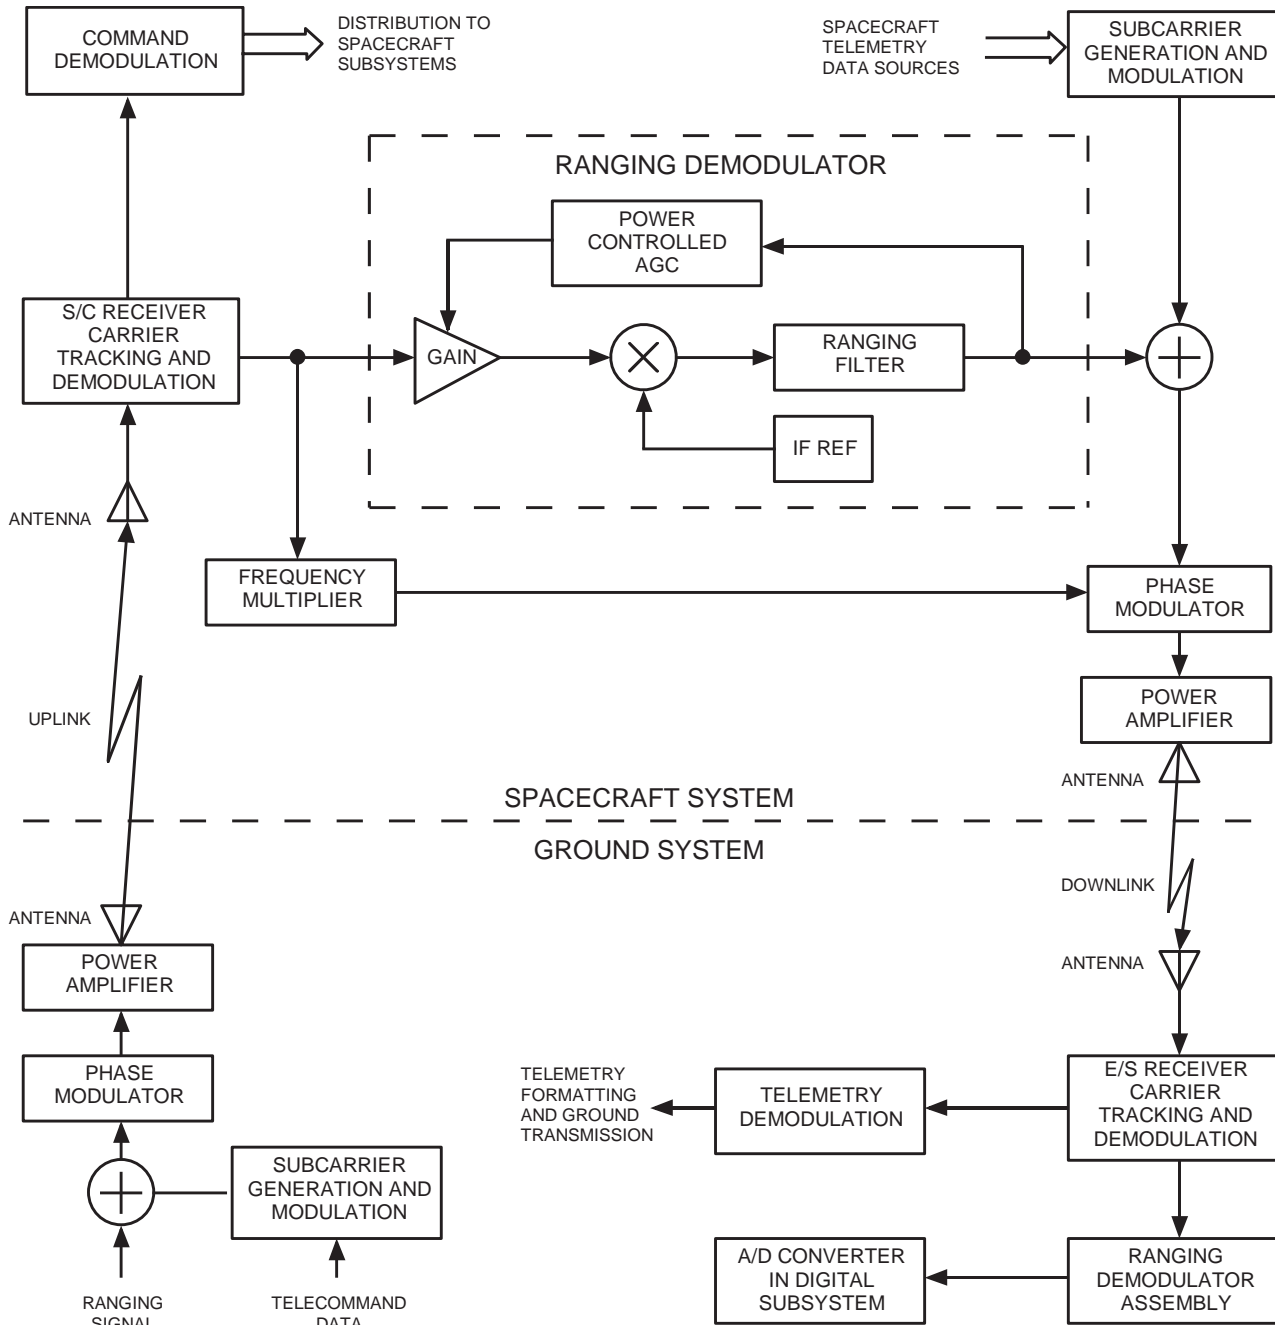 COMMAND
DEMODULATION
DISTRIBUTION TO
SPACECRAFT
SUBSYSTEMS
SPACECRAFT
TELEMETRY
DATA SOURCES
SUBCARRIER
GENERATION AND
MODULATION
RANGING DEMODULATOR
POWER
CONTROLLED
AGC
S/C RECEIVER
CARRIER
TRACKING AND
DEMODULATION
GAIN
RANGING
FILTER
IF REF
ANTENNA
FREQUENCY
MULTIPLIER
PHASE
MODULATOR
POWER
AMPLIFIER
UPLINK
ANTENNA
SPACECRAFT SYSTEM
GROUND SYSTEM
DOWNLINK
ANTENNA
ANTENNA
POWER
AMPLIFIER
PHASE
MODULATOR
TELEMETRY
FORMATTING
AND GROUND
TRANSMISSION
TELEMETRY
DEMODULATION
E/S RECEIVER
CARRIER
TRACKING AND
DEMODULATION
SUBCARRIER
GENERATION AND
MODULATION
A/D CONVERTER
IN DIGITAL
SUBSYSTEM
RANGING
DEMODULATOR
ASSEMBLY
RANGING
SIGNAL
TELECOMMAND
DATA